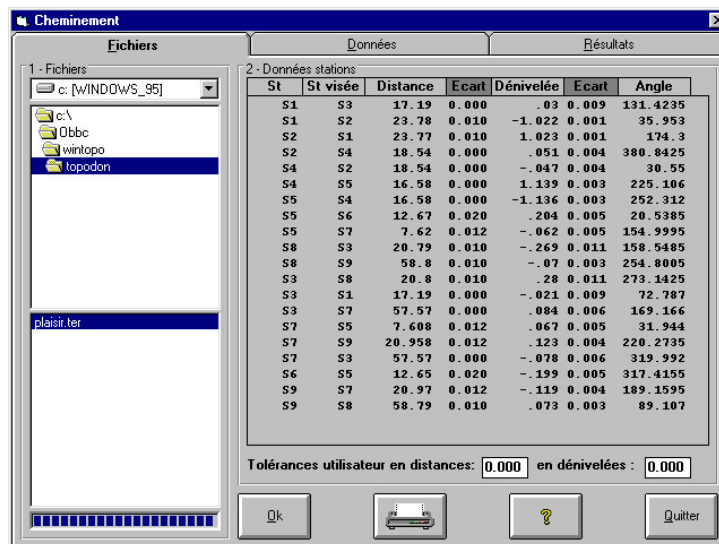 Cheminement
Fichiers Données Résultats
1 - Fichiers
c: [WINDOWS_95]
c:\
Obbc
wintopo
topodon
plaisir.ter
2 - Données stations
St St visée Distance Ecart Dénivelée Ecart Angle
S1 S3 17.19 0.000 .03 0.009 131.4235
S1 S2 23.78 0.010 -1.022 0.001 35.953
S2 S1 23.77 0.010 1.023 0.001 174.3
S2 S4 18.54 0.000 .051 0.004 380.8425
S4 S2 18.54 0.000 -.047 0.004 30.55
S4 S5 16.58 0.000 1.139 0.003 225.106
S5 S4 16.58 0.000 -1.136 0.003 252.312
S5 S6 12.67 0.020 .204 0.005 20.5385
S5 S7 7.62 0.012 -.062 0.005 154.9995
S8 S3 20.79 0.010 -.269 0.011 158.5485
S8 S9 58.8 0.010 -.07 0.003 254.8005
S3 S8 20.8 0.010 .28 0.011 273.1425
S3 S1 17.19 0.000 -.021 0.009 72.787
S3 S7 57.57 0.000 .084 0.006 169.166
S7 S5 7.608 0.012 .067 0.005 31.944
S7 S9 20.958 0.012 .123 0.004 220.2735
S7 S3 57.57 0.000 -.078 0.006 319.992
S6 S5 12.65 0.020 -.199 0.005 317.4155
S9 S7 20.97 0.012 -.119 0.004 189.1595
S9 S8 58.79 0.010 .073 0.003 89.107
Tolérances utilisateur en distances: 0.000 en dénivelées : 0.000
Ok ? Quitter